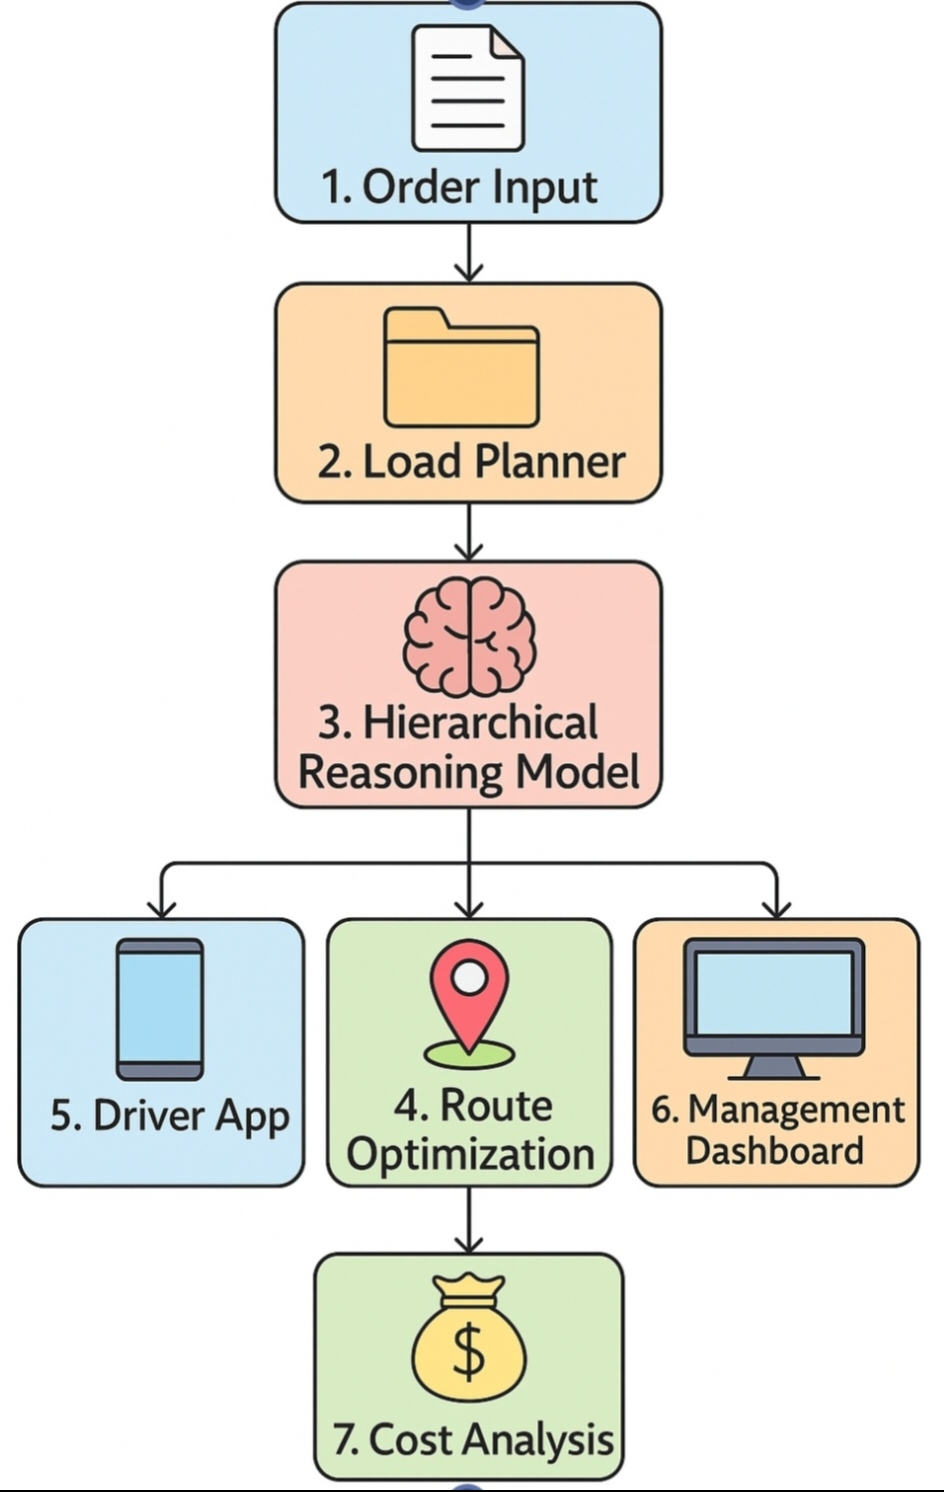 1. Order Input
2. Load Planner
3. Hierarchical
Reasoning Model
5. Driver App
4. Route
Optimization
6. Management
Dashboard
$
7. Cost Analysis